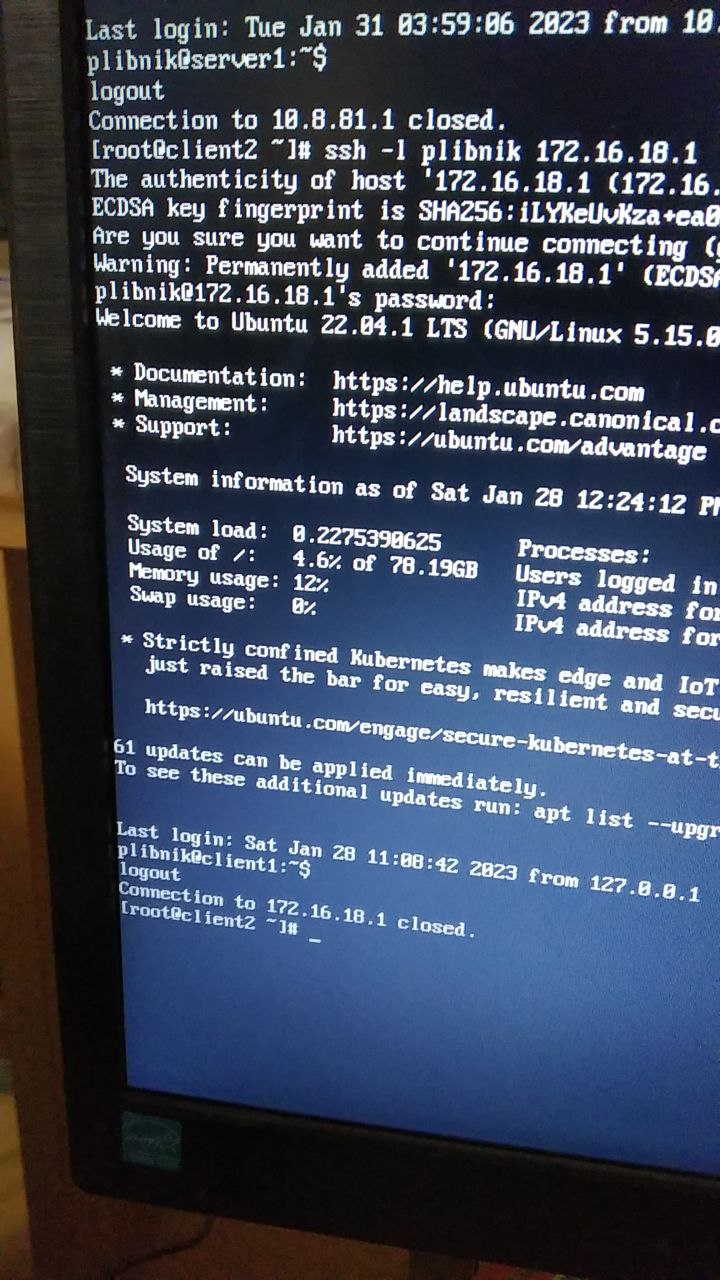 Last login: Tue Jan 31 03:59:06 2023 from 10.
plibnik@server1:~$
logout
Connection to 10.8.81.1 closed.
[root@client2 ~]# ssh -l plibnik 172.16.18.1
The authenticity of host '172.16.18.1 (172.16.
ECDSA key fingerprint is SHA256:iLYKeUvKza+ea0
Are you sure you want to continue connecting (
Warning: Permanently added '172.16.18.1' (ECDSA
plibnik@172.16.18.1's password:
Welcome to Ubuntu 22.04.1 LTS (GNU/Linux 5.15.0
* Documentation: https://help.ubuntu.com
* Management: https://landscape.canonical.c
* Support: https://ubuntu.com/advantage
System information as of Sat Jan 28 12:24:12 PM
System load: 0.2275390625 Processes:
Usage of /: 4.6% of 78.19GB Users logged in
Memory usage: 12% IPv4 address for
Swap usage: 0% IPv4 address for
* Strictly confined Kubernetes makes edge and IoT
just raised the bar for easy, resilient and secu
https://ubuntu.com/engage/secure-kubernetes-at-t
61 updates can be applied immediately.
To see these additional updates run: apt list --upgr
Last login: Sat Jan 28 11:08:42 2023 from 127.0.0.1
plibnik@client1:~$
logout
Connection to 172.16.18.1 closed.
[root@client2 ~]# _